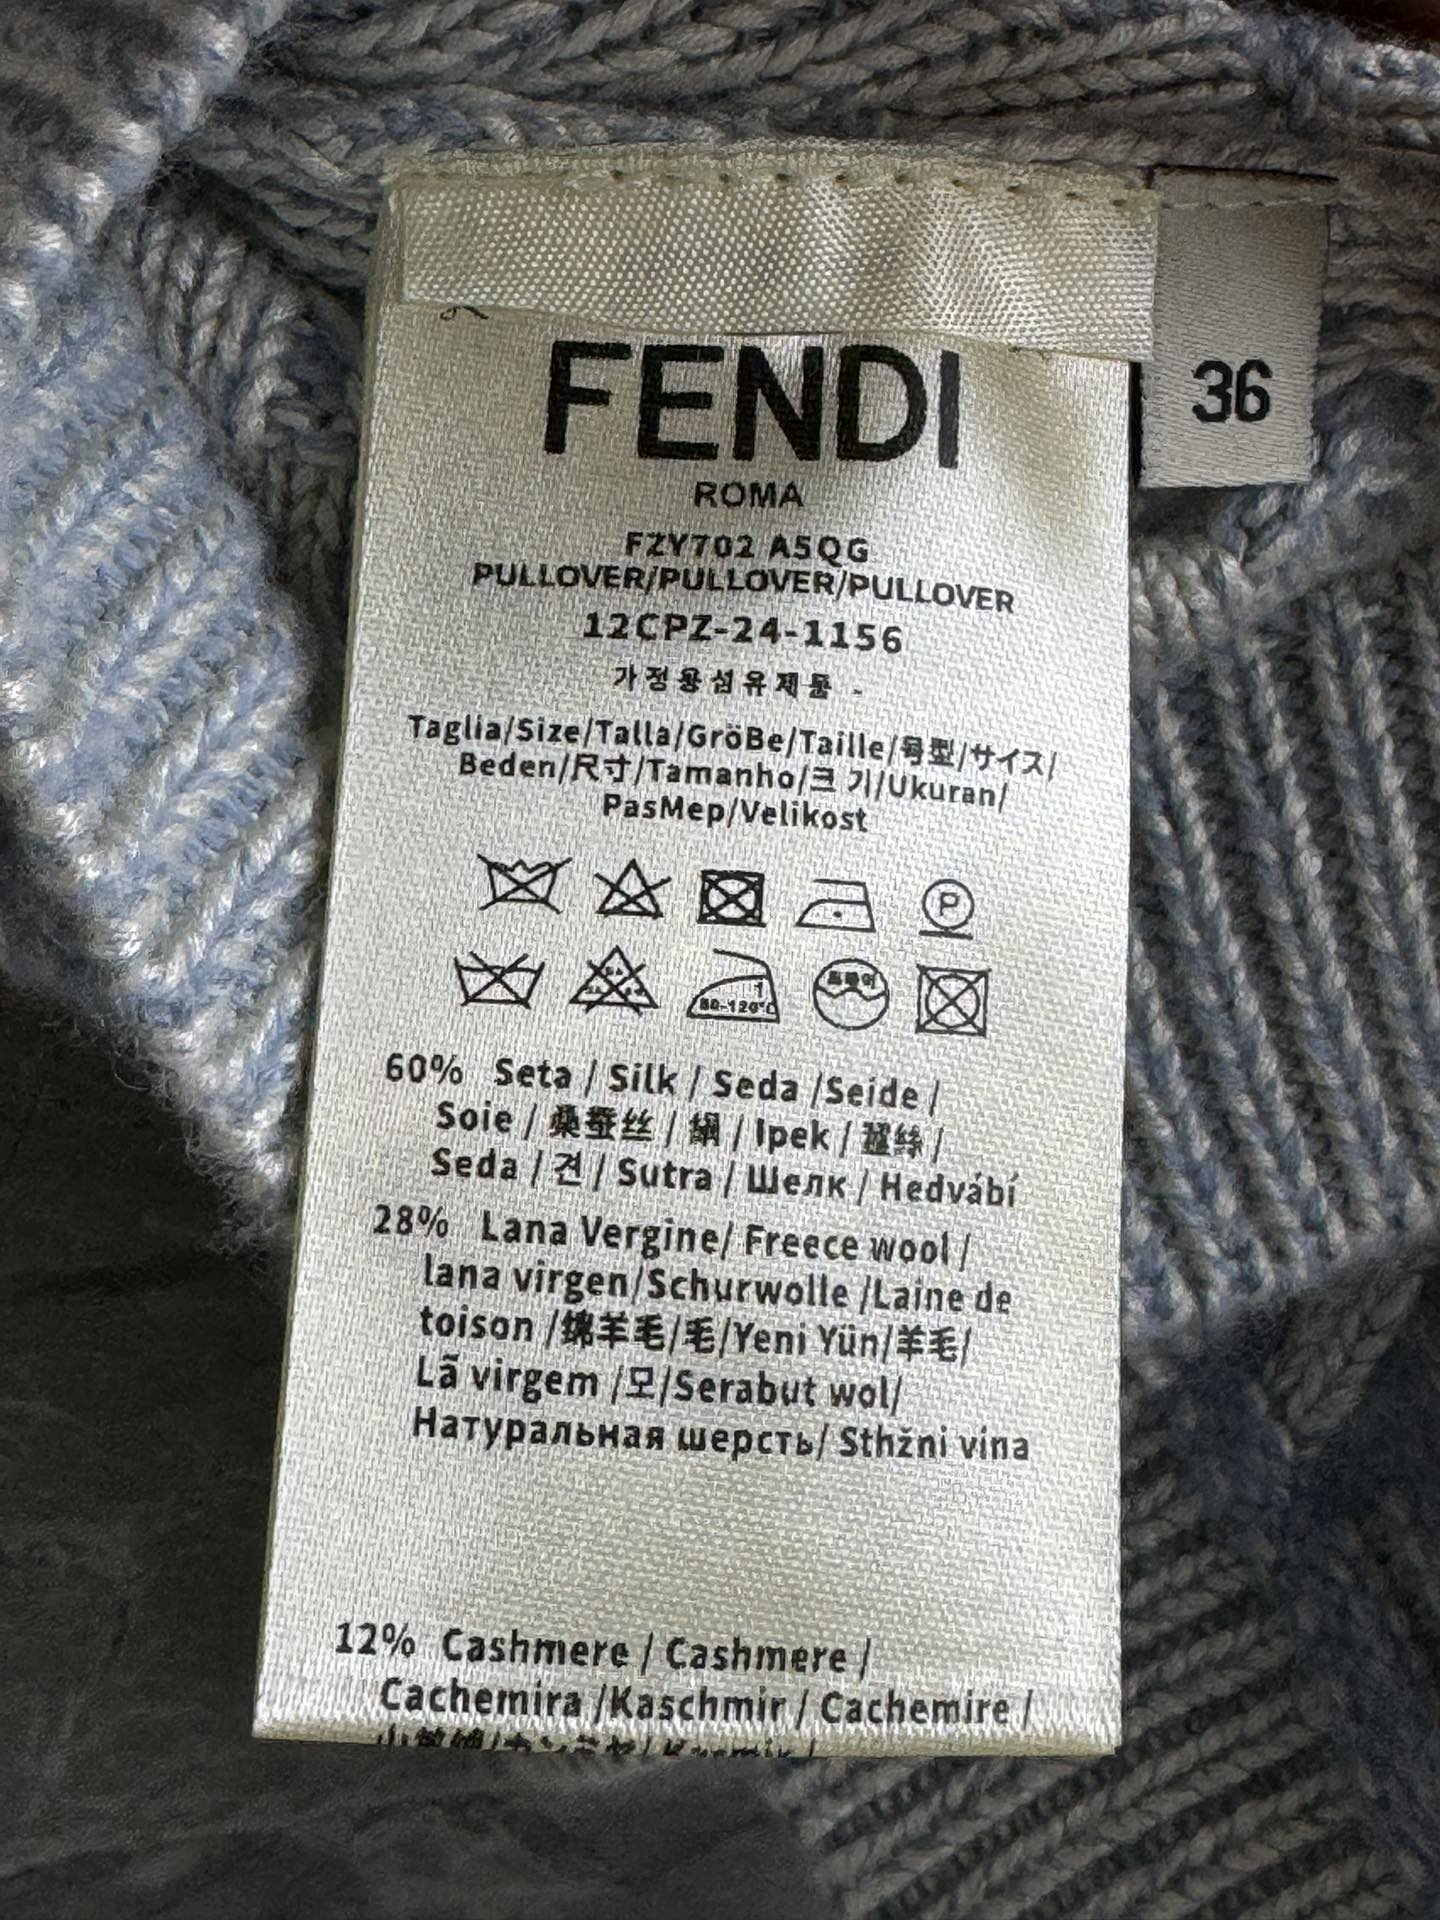 FENDI
36
ROMA
FZY702 A5QG
PULLOVER/PULLOVER/PULLOVER
12CPZ-24-1156
가정용섬유제품 -
Taglia/Size/Talla/GröBe/Taille/号型/サイズ/
Beden/尺寸/Tamanho/크 기/Ukuran/
PasMep/Velikost
P
80-120°C
60% Seta / Silk / Seda /Seide /
Soie / 桑蚕丝 / 絹 / Ipek / 蠶絲 /
Seda / 견 / Sutra / Шелк / Hedvábí
28% Lana Vergine/ Freece wool /
lana virgen/Schurwolle /Laine de
toison /绵羊毛/毛/Yeni Yün/羊毛/
Lã virgem /모/Serabut wol/
Натуральная шерсть/ Sthžni vina
12% Cashmere / Cashmere /
Cachemira /Kaschmir / Cachemire /